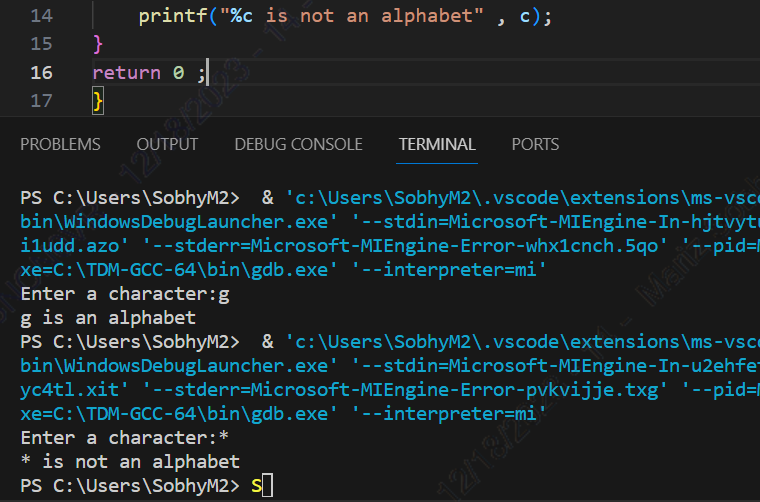 14 printf("%c is not an alphabet" , c);
15 }
16 return 0 ;
17 }
PROBLEMS OUTPUT DEBUG CONSOLE TERMINAL PORTS
PS C:\Users\SobhyM2>  & 'c:\Users\SobhyM2\.vscode\extensions\ms-vsc
bin\WindowsDebugLauncher.exe' '--stdin=Microsoft-MIEngine-In-hjtvytu
i1udd.azo' '--stderr=Microsoft-MIEngine-Error-whx1cnch.5qo' '--pid=M
xe=C:\TDM-GCC-64\bin\gdb.exe' '--interpreter=mi'
Enter a character:g
g is an alphabet
PS C:\Users\SobhyM2>  & 'c:\Users\SobhyM2\.vscode\extensions\ms-vsc
bin\WindowsDebugLauncher.exe' '--stdin=Microsoft-MIEngine-In-u2ehfet
yc4tl.xit' '--stderr=Microsoft-MIEngine-Error-pvkvijje.txg' '--pid=M
xe=C:\TDM-GCC-64\bin\gdb.exe' '--interpreter=mi'
Enter a character:*
* is not an alphabet
PS C:\Users\SobhyM2> S